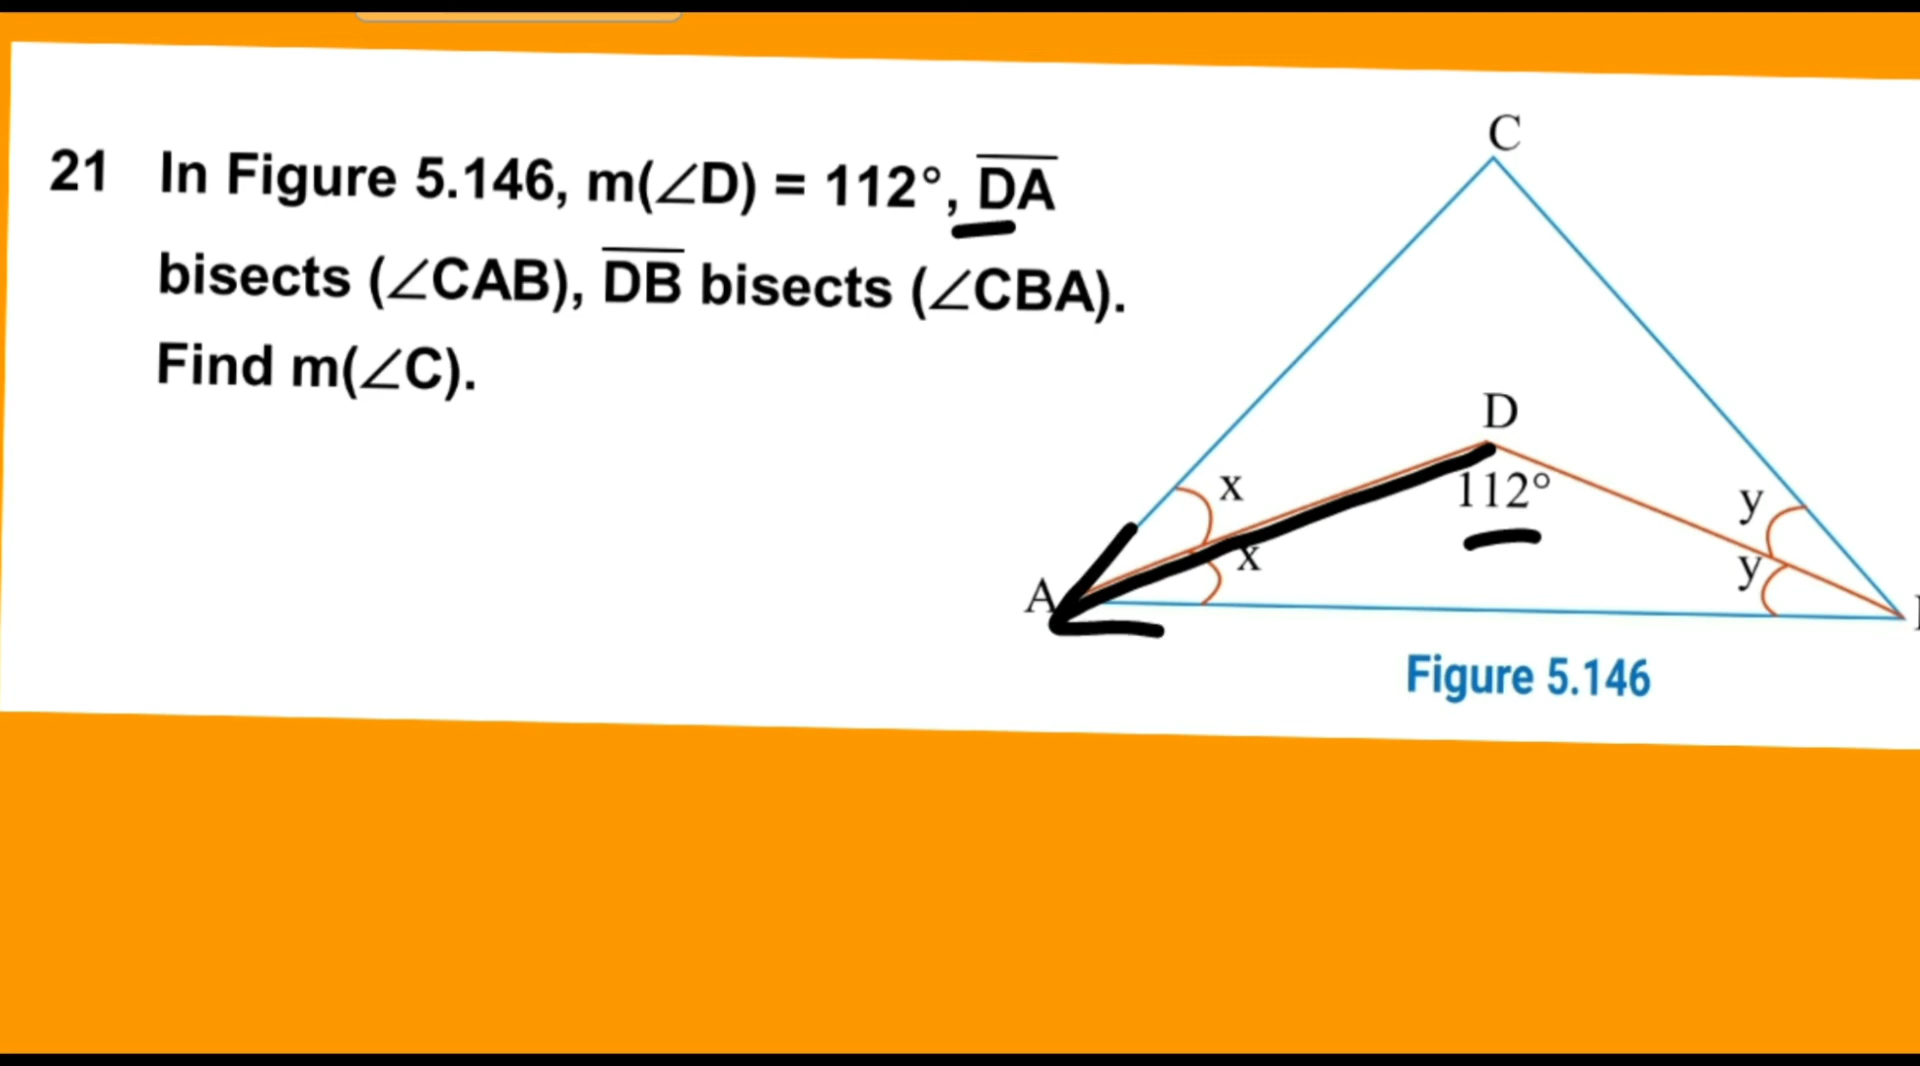 21 In Figure 5.146, m(∠D) = 112°, DA
bisects (∠CAB), DB bisects (∠CBA).
Find m(∠C).
C
D
112°
x
x
y
y
A
Figure 5.146